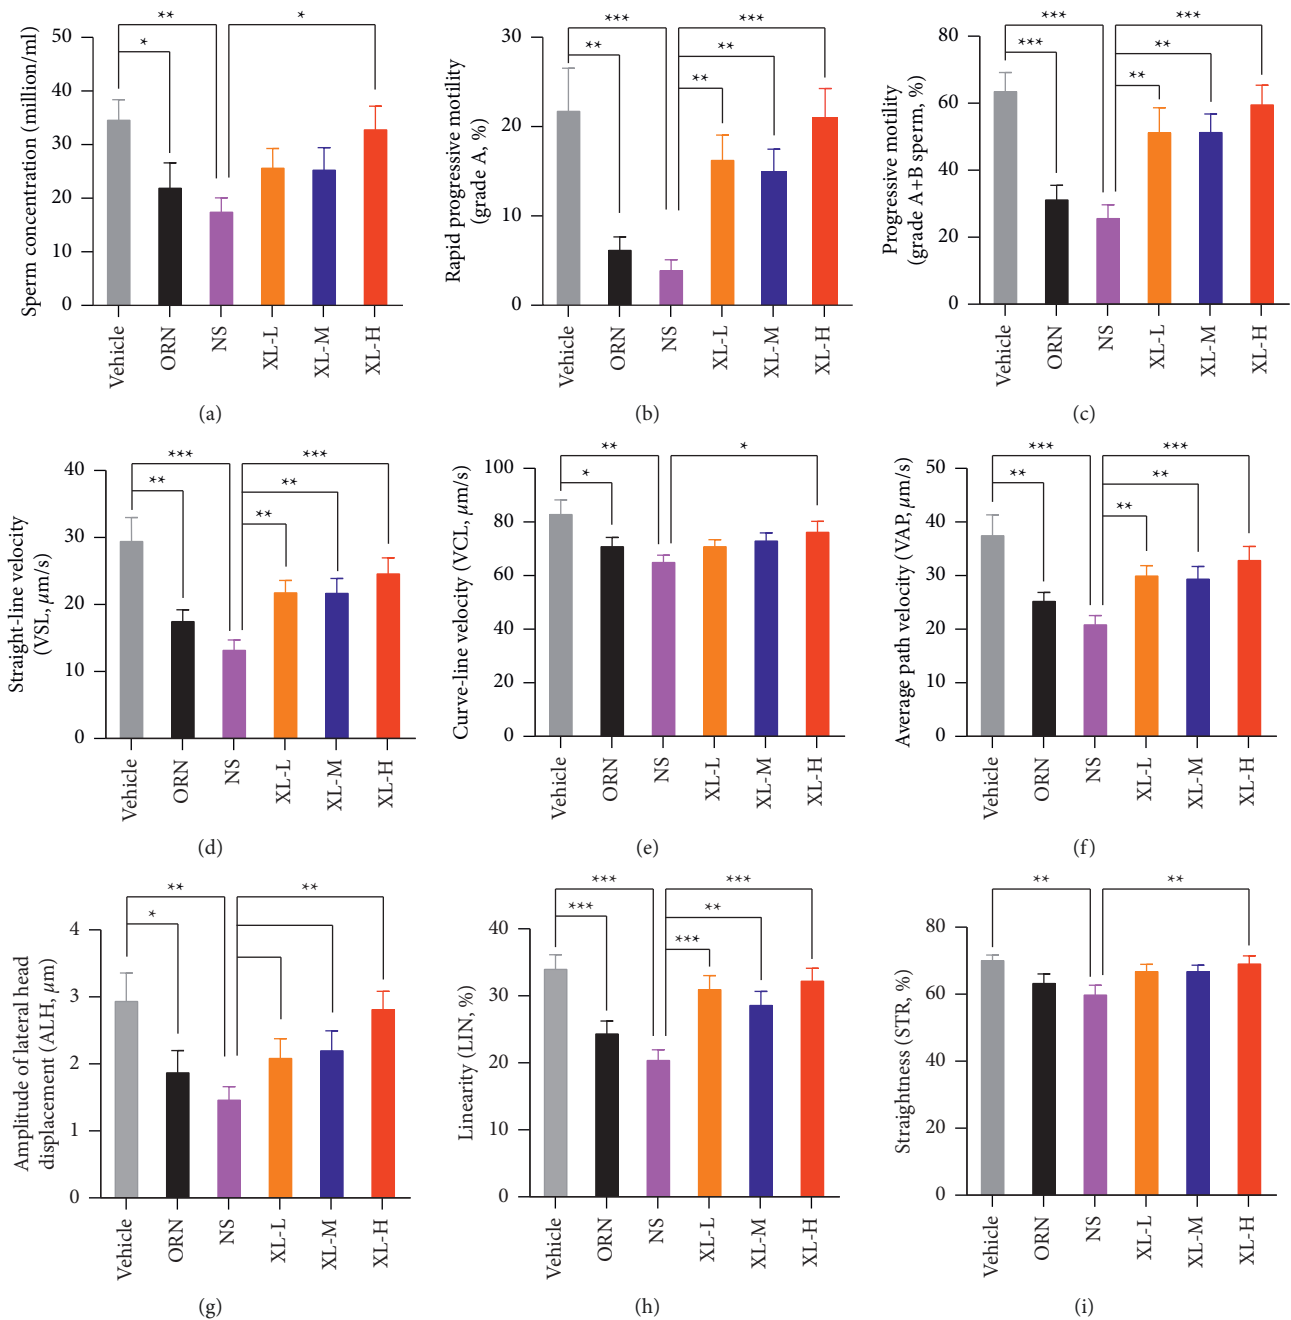 ** *
*
50
40
30
20
10
0
Sperm concentration (million/ml)
Vehicle
ORN
NS
XL-L
XL-M
XL-H
(a)
*** ***
** **
**
30
20
10
0
Rapid progressive motility
(grade A, %)
Vehicle
ORN
NS
XL-L
XL-M
XL-H
(b)
*** ***
*** **
**
80
60
40
20
0
Progressive motility
(grade A+B sperm, %)
Vehicle
ORN
NS
XL-L
XL-M
XL-H
(c)
*** ***
** **
**
40
30
20
10
0
Straight-line velocity
(VSL, μm/s)
Vehicle
ORN
NS
XL-L
XL-M
XL-H
(d)
** *
*
100
80
60
40
20
0
Curve-line velocity (VCL, μm/s)
Vehicle
ORN
NS
XL-L
XL-M
XL-H
(e)
*** ***
** **
**
50
40
30
20
10
0
Average path velocity (VAP, μm/s)
Vehicle
ORN
NS
XL-L
XL-M
XL-H
(f)
** **
*
4
3
2
1
0
Amplitude of lateral head
displacement (ALH, μm)
Vehicle
ORN
NS
XL-L
XL-M
XL-H
(g)
*** ***
*** **
***
40
30
20
10
0
Linearity (LIN, %)
Vehicle
ORN
NS
XL-L
XL-M
XL-H
(h)
** **
80
60
40
20
0
Straightness (STR, %)
Vehicle
ORN
NS
XL-L
XL-M
XL-H
(i)